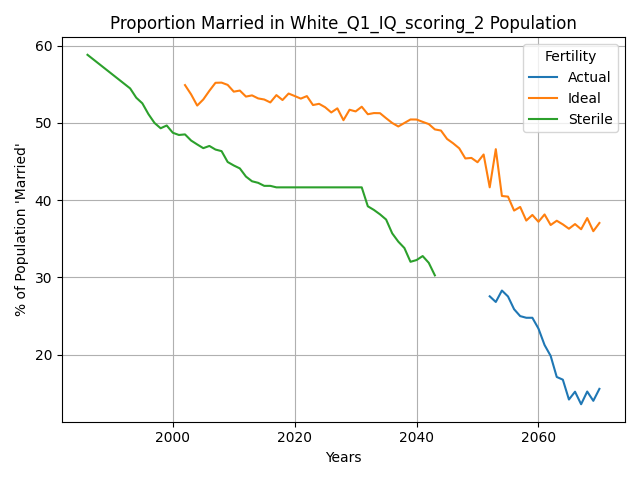 Proportion Married in White_Q1_IQ_scoring_2 Population
% of Population 'Married'
60
50
40
30
20
Fertility
Actual
Ideal
Sterile
2000
2020
2040
2060
Years